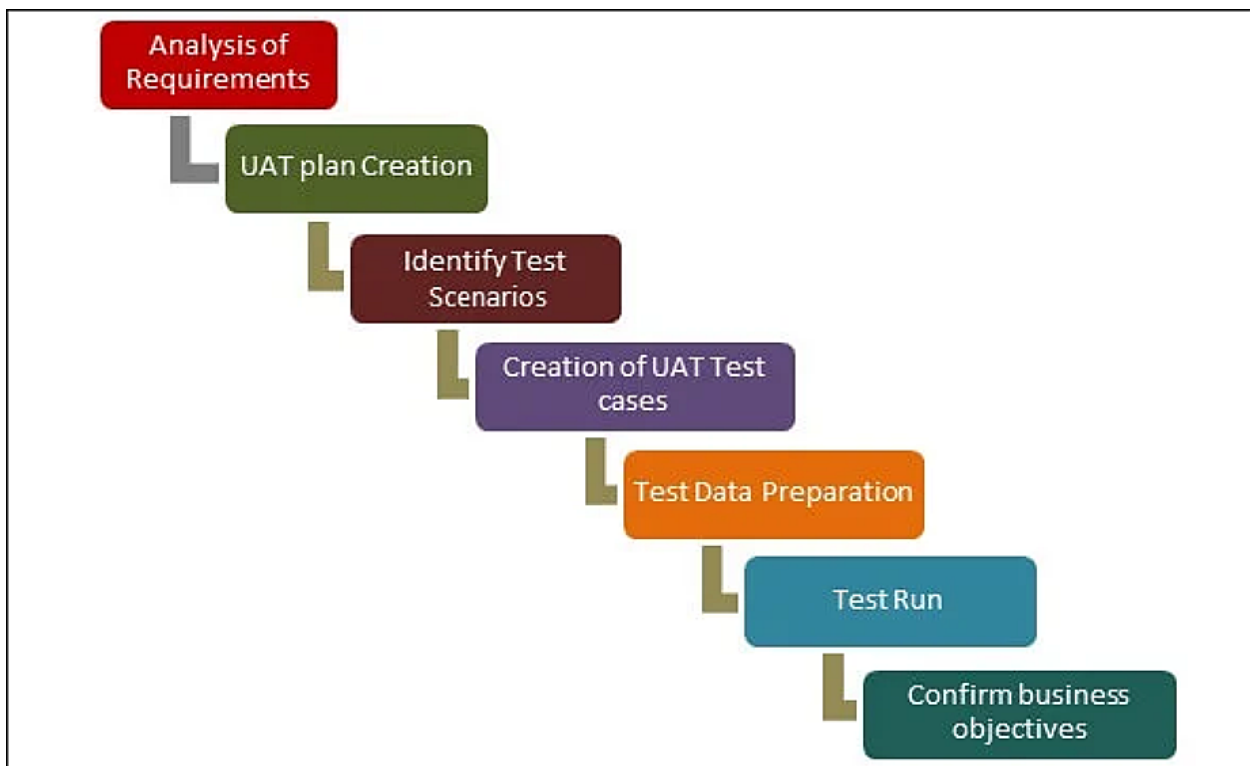 Analysis of
Requirements
UAT plan Creation
Identify Test
Scenarios
Creation of UAT Test
cases
Test Data Preparation
Test Run
Confirm business
objectives